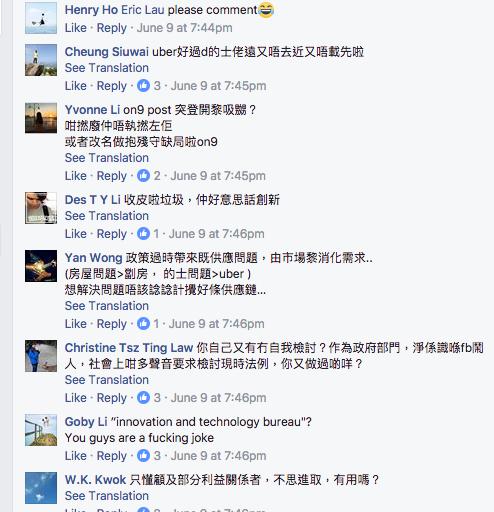 Henry Ho Eric Lau please comment😂
Like · Reply · June 9 at 7:44pm
Cheung Siuwai uber好過d的士佬遠又唔去近又唔載先啦
See Translation
Like · Reply · 3 · June 9 at 7:45pm
Yvonne Li on9 post 突登開黎吸嬲？
咁撚廢仲唔執撚左佢
或者改名做抱殘守缺局啦on9
See Translation
Like · Reply · 2 · June 9 at 7:45pm
Des T Y Li 收皮啦垃圾，仲好意思話創新
See Translation
Like · Reply · 1 · June 9 at 7:46pm
Yan Wong 政策過時帶來既供應問題，由市場黎消化需求..
(房屋問題>劏房， 的士問題>uber )
想解決問題唔該諗諗計攪好條供應鏈...
See Translation
Like · Reply · 1 · June 9 at 7:46pm
Christine Tsz Ting Law 你自己又有冇自我檢討？作為政府部門，淨係識喺fb鬧
人，社會上咁多聲音要求檢討現時法例，你又做過啲咩？
See Translation
Like · Reply · 3 · June 9 at 7:46pm
Goby Li "innovation and technology bureau"?
You guys are a fucking joke
Like · Reply · 3 · June 9 at 7:46pm
W.K. Kwok 只懂顧及部分利益關係者，不思進取，有用嗎？
See Translation